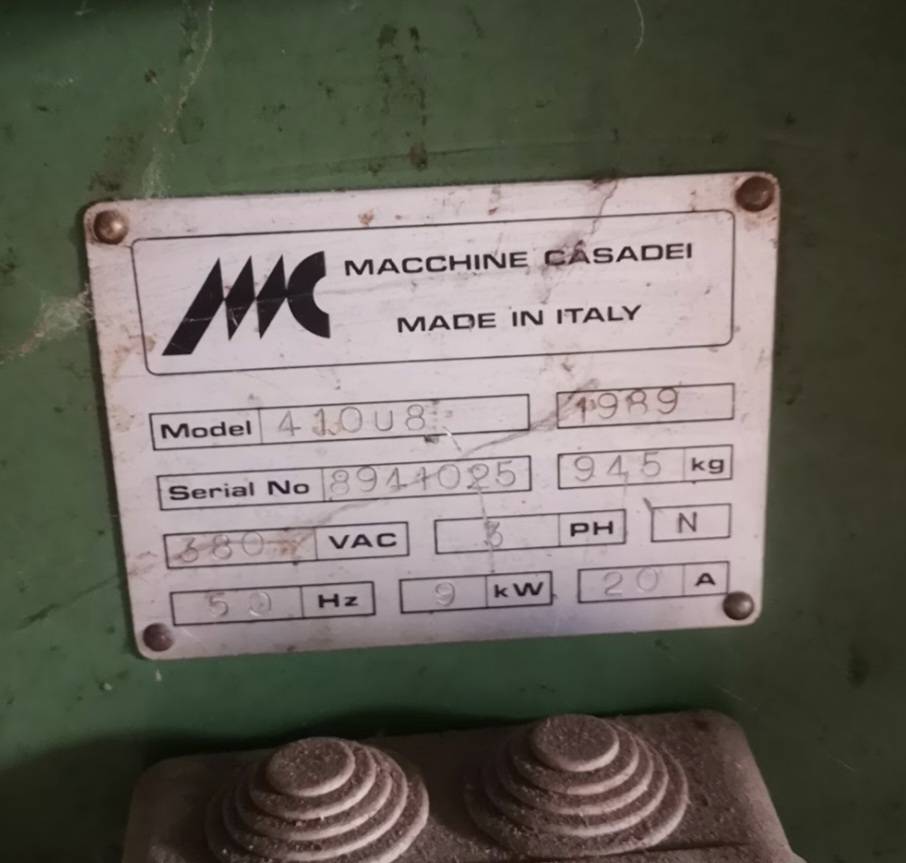 MC MACCHINE CASADEI
MADE IN ITALY
Model 410U8 1989
Serial No 8941025 945 kg
380 VAC 3 PH N
50 Hz 9 kW 20 A